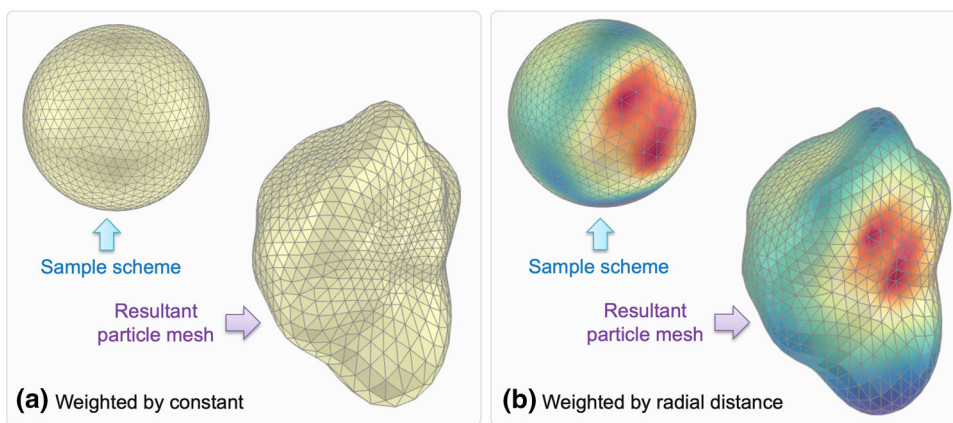 Sample scheme
Resultant
particle mesh
(a) Weighted by constant
Sample scheme
Resultant
particle mesh
(b) Weighted by radial distance